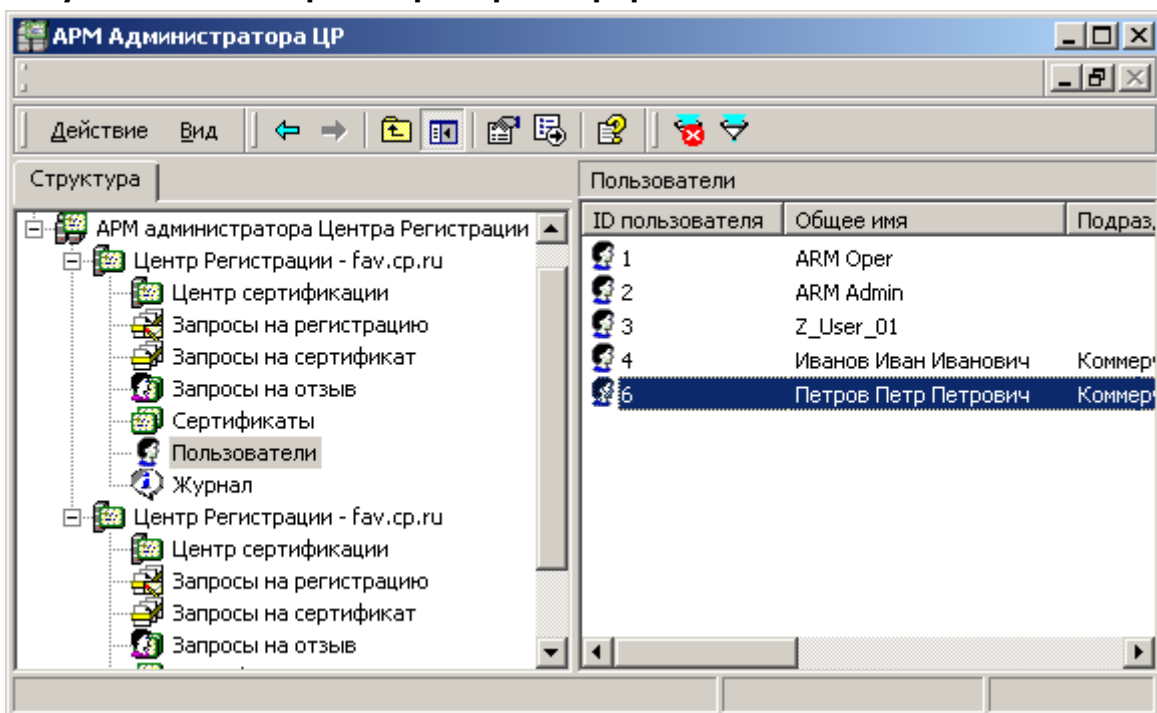 АРМ Администратора ЦР
Действие Вид
Структура
Пользователи
АРМ администратора Центра Регистрации
Центр Регистрации - fav.cp.ru
Центр сертификации
Запросы на регистрацию
Запросы на сертификат
Запросы на отзыв
Сертификаты
Пользователи
Журнал
Центр Регистрации - fav.cp.ru
Центр сертификации
Запросы на регистрацию
Запросы на сертификат
Запросы на отзыв
ID пользователя Общее имя Подраз
1 ARM Oper
2 ARM Admin
3 Z_User_01
4 Иванов Иван Иванович Коммер
6 Петров Петр Петрович Коммер